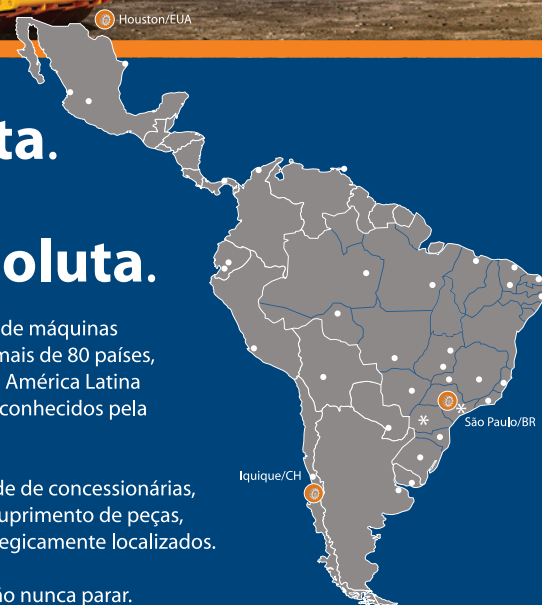 Houston/EUA
ta.
oluta.
de máquinas
mais de 80 países,
América Latina
conhecidos pela
São Paulo/BR
Iquique/CH
de de concessionárias,
uprimento de peças,
egicamente localizados.
ão nunca parar.